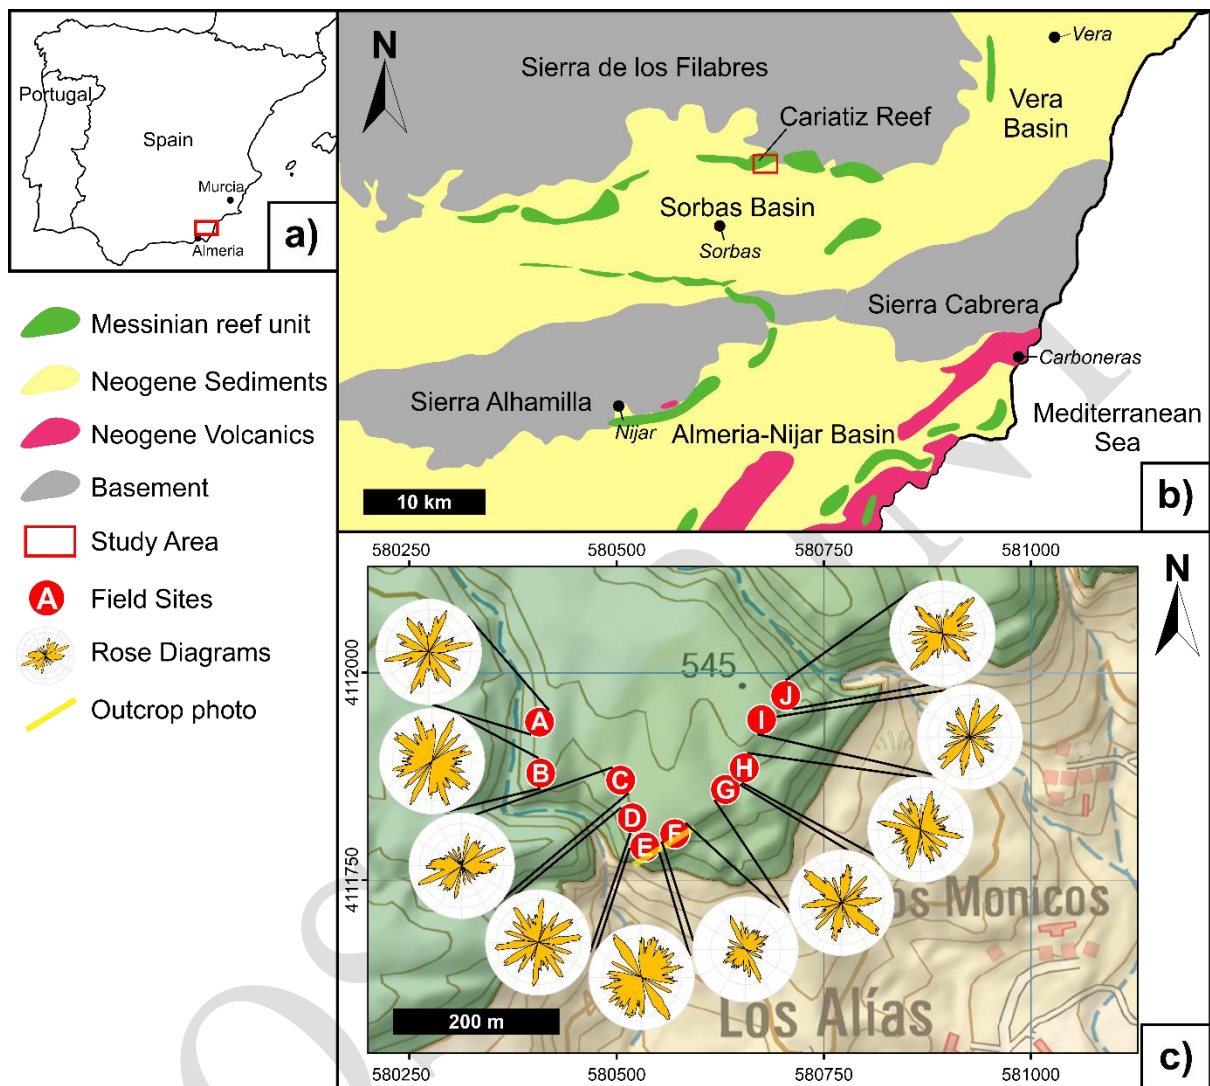 Portugal
Spain
Murcia
Almeria
a)
Messinian reef unit
Neogene Sediments
Neogene Volcanics
Basement
Study Area
A
Field Sites
Rose Diagrams
Outcrop photo
N
Sierra de los Filabres
Vera
Vera
Basin
Cariatiz Reef
Sorbas Basin
Sorbas
Sierra Cabrera
Carboneras
Sierra Alhamilla
Nijar
Almeria-Nijar Basin
Mediterranean
Sea
10 km
b)
580250
580500
580750
581000
N
4112000
4111750
545
A
B
C
D
E
F
G
H
I
J
os Monicos
Los Alías
200 m
580250
580500
580750
581000
c)